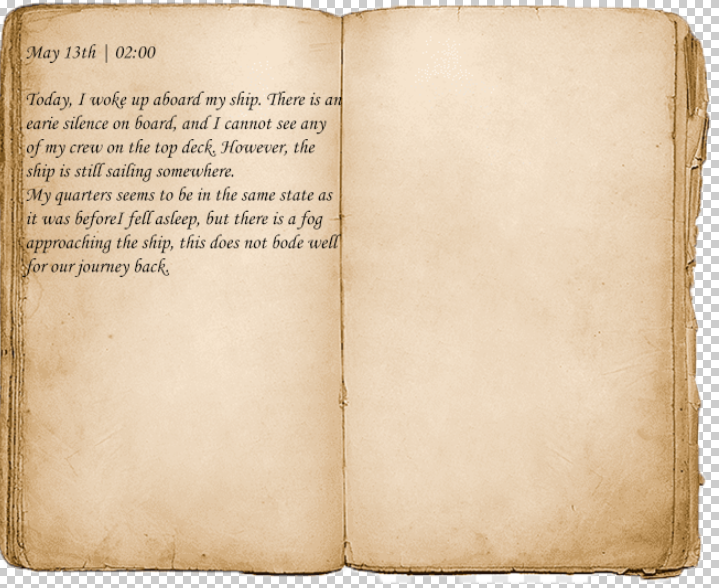 May 13th | 02:00
Today, I woke up aboard my ship. There is an
earie silence on board, and I cannot see any
of my crew on the top deck. However, the
ship is still sailing somewhere.
My quarters seems to be in the same state as
it was beforeI fell asleep, but there is a fog
approaching the ship, this does not bode well
for our journey back.